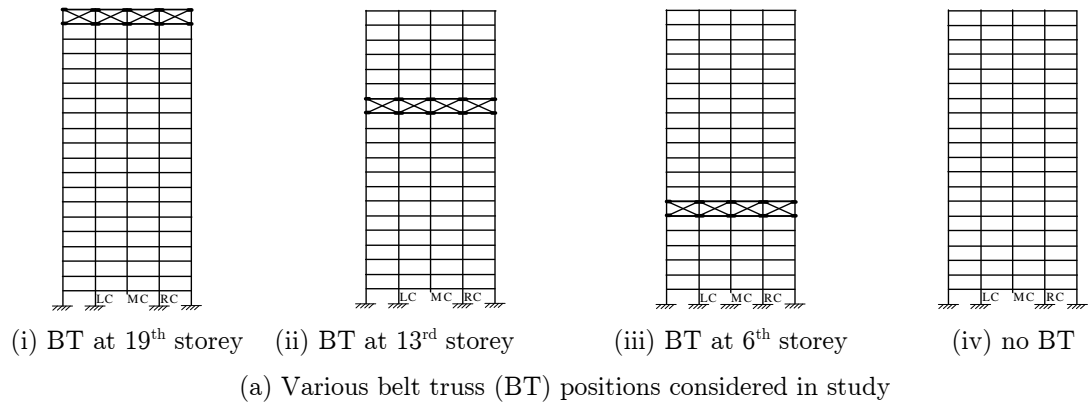 LC MC RC LC MC RC LC MC RC LC MC RC
(i) BT at 19th storey (ii) BT at 13rd storey (iii) BT at 6th storey (iv) no BT
(a) Various belt truss (BT) positions considered in study